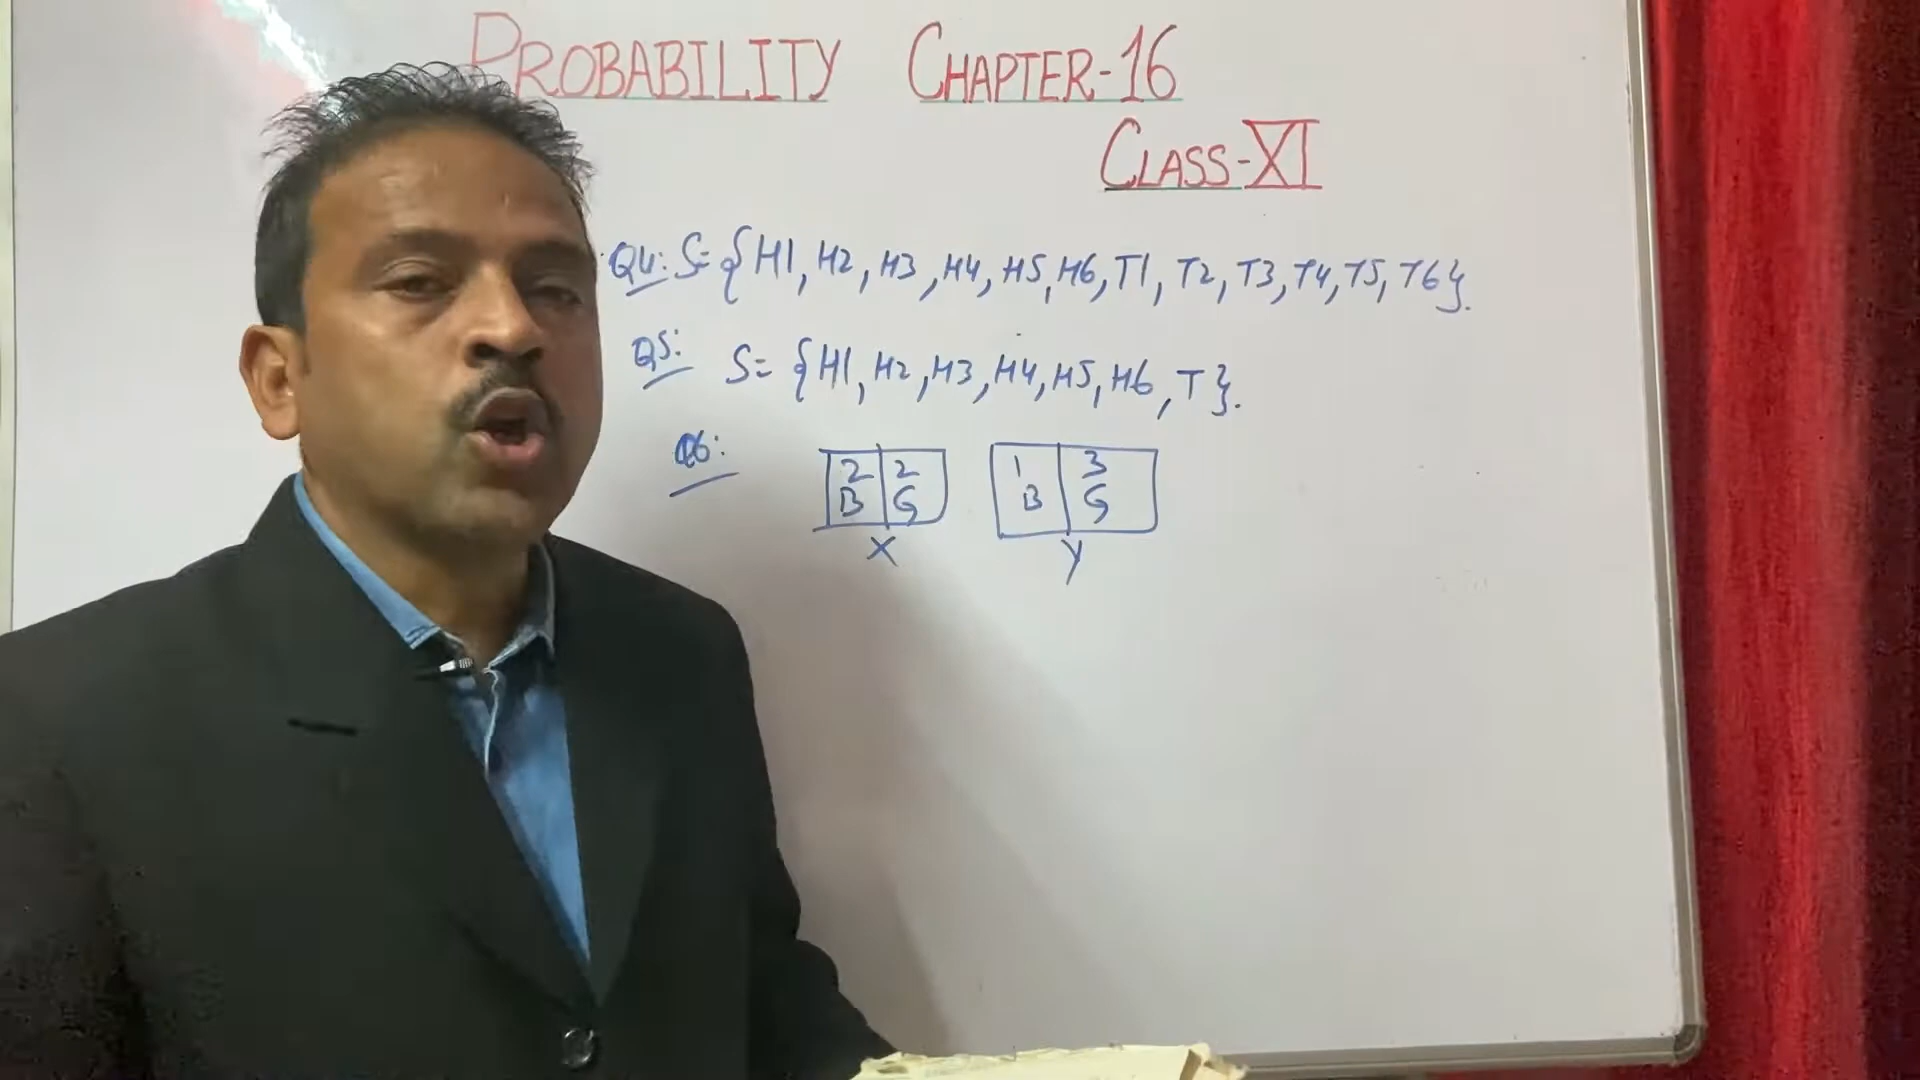 PROBABILITY CHAPTER-16
CLASS-XI
Q4: S= {H1, H2, H3, H4, H5, H6, T1, T2, T3, T4, T5, T6}.
Q5: S= {H1, H2, H3, H4, H5, H6, T}.
Q6:
2 2 1 3
B G B G
X Y